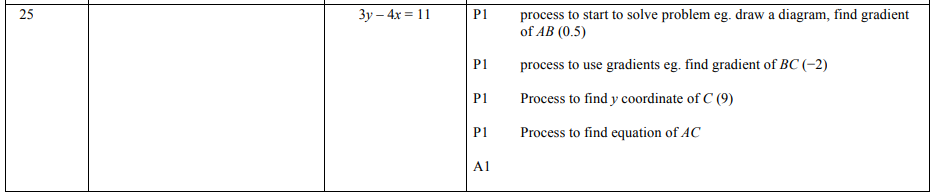 25 3y – 4x = 11 P1 process to start to solve problem eg. draw a diagram, find gradient
of AB (0.5)
P1 process to use gradients eg. find gradient of BC (−2)
P1 Process to find y coordinate of C (9)
P1 Process to find equation of AC
A1